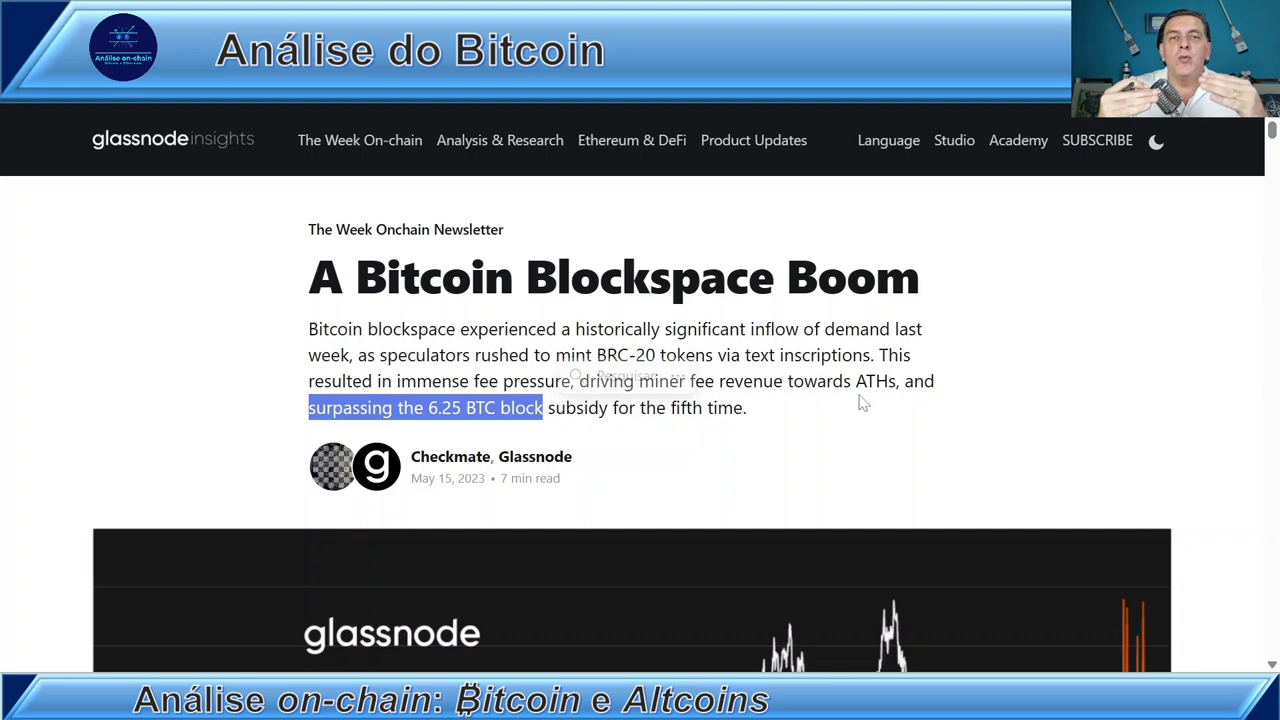 Análise on-chain
Análise do Bitcoin
glassnode insights
The Week On-chain Analysis & Research Ethereum & DeFi Product Updates Language Studio Academy SUBSCRIBE
The Week Onchain Newsletter
A Bitcoin Blockspace Boom
Bitcoin blockspace experienced a historically significant inflow of demand last
week, as speculators rushed to mint BRC-20 tokens via text inscriptions. This
Pesquisar
resulted in immense fee pressure, driving miner fee revenue towards ATHs, and
surpassing the 6.25 BTC block subsidy for the fifth time.
g
Checkmate, Glassnode
May 15, 2023 • 7 min read
glassnode
Análise on-chain: ₿itcoin e Altcoins